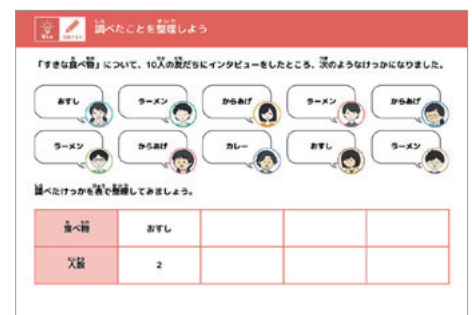 調べたことを整理しよう
「すきな食べ物」について、10人の友だちにインタビューをしたところ、次のようなけっかになりました。
おすし ラーメン からあげ ラーメン からあげ
ラーメン からあげ カレー おすし ラーメン
調べたけっかを表で整理してみましょう。
食べ物 おすし
人数 2